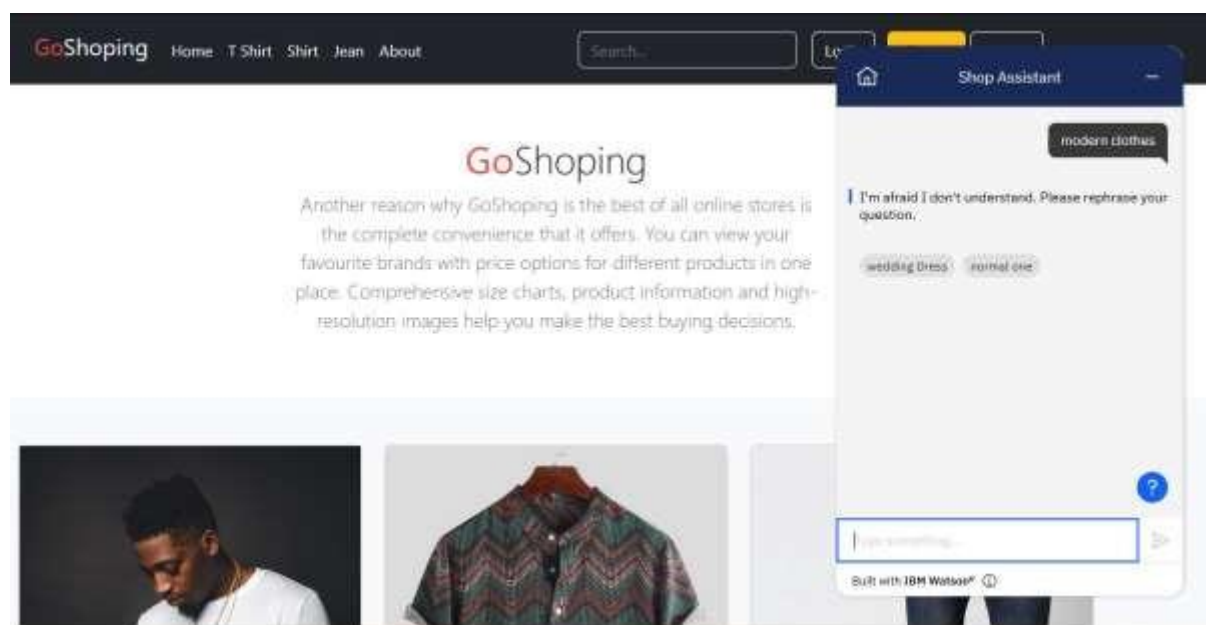 GoShoping Home T Shirt Shirt Jean About
Search...
Shop Assistant
modern clothes
I'm afraid I don't understand. Please rephrase your
question.
wedding Dress normal one
GoShoping
Another reason why GoShoping is the best of all online stores is
the complete convenience that it offers. You can view your
favourite brands with price options for different products in one
place. Comprehensive size charts, product information and high-
resolution images help you make the best buying decisions.
?
Type something...
Built with IBM Watson®